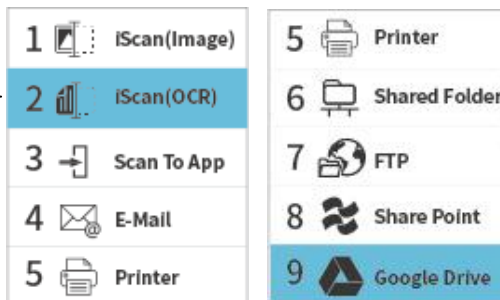 1 iScan(Image)
2 iScan(OCR)
3 Scan To App
4 E-Mail
5 Printer
5 Printer
6 Shared Folder
7 FTP
8 Share Point
9 Google Drive